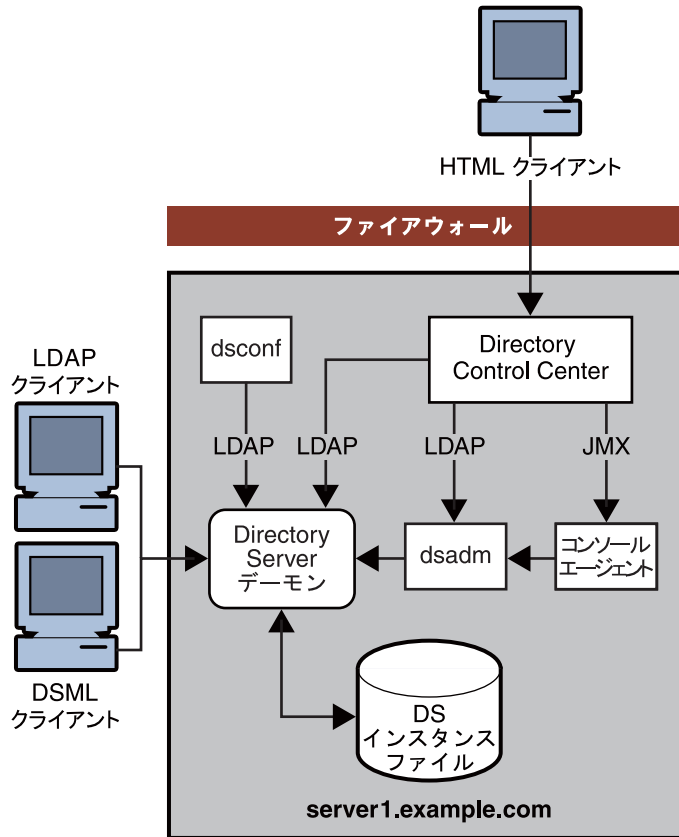 HTML クライアント
ファイアウォール
LDAP
クライアント
dsconf
Directory
Control Center
LDAP
LDAP
LDAP
JMX
Directory
Server
デーモン
dsadm
コンソール
エージェント
DSML
クライアント
DS
インスタンス
ファイル
server1.example.com